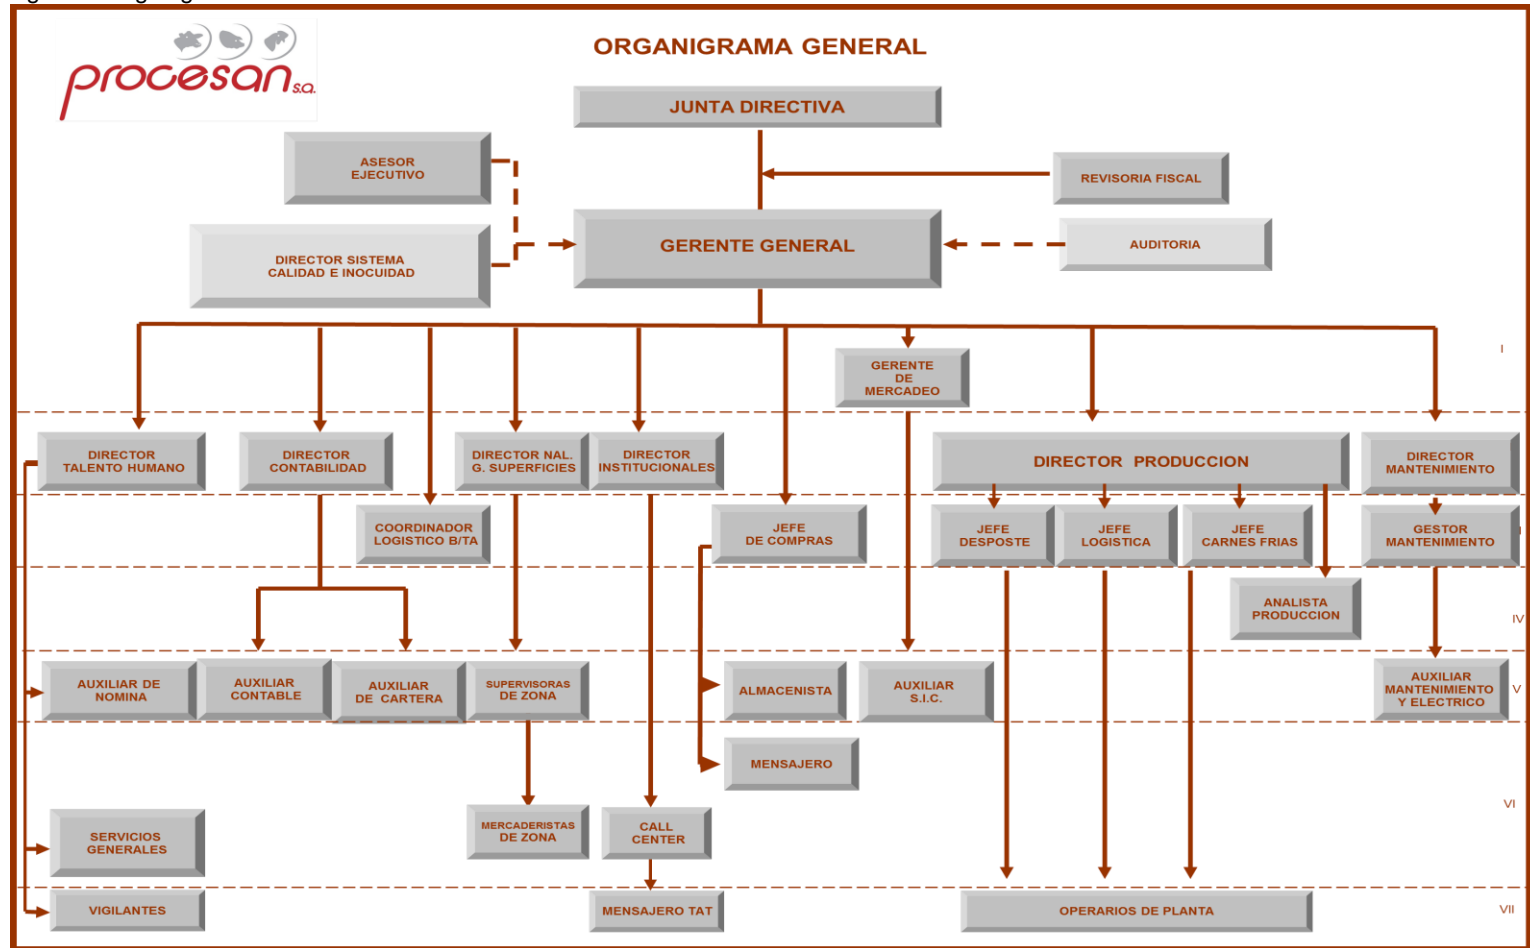 ORGANIGRAMA GENERAL
procesan s.a.
JUNTA DIRECTIVA
ASESOR
EJECUTIVO
REVISORIA FISCAL
GERENTE GENERAL
AUDITORIA
DIRECTOR SISTEMA
CALIDAD E INOCUIDAD
I
GERENTE
DE
MERCADEO
DIRECTOR
TALENTO HUMANO
DIRECTOR
CONTABILIDAD
DIRECTOR NAL.
G. SUPERFICIES
DIRECTOR
INSTITUCIONALES
DIRECTOR PRODUCCION
DIRECTOR
MANTENIMIENTO
COORDINADOR
LOGISTICO B/TA
JEFE
DE COMPRAS
JEFE
DESPOSTE
JEFE
LOGISTICA
JEFE
CARNES FRIAS
GESTOR
MANTENIMIENTO
ANALISTA
PRODUCCION
IV
AUXILIAR DE
NOMINA
AUXILIAR
CONTABLE
AUXILIAR
DE CARTERA
SUPERVISORAS
DE ZONA
ALMACENISTA
AUXILIAR
S.I.C.
AUXILIAR
MANTENIMIENTO
Y ELECTRICO
V
MENSAJERO
VI
SERVICIOS
GENERALES
MERCADERISTAS
DE ZONA
CALL
CENTER
VIGILANTES
MENSAJERO TAT
OPERARIOS DE PLANTA
VII